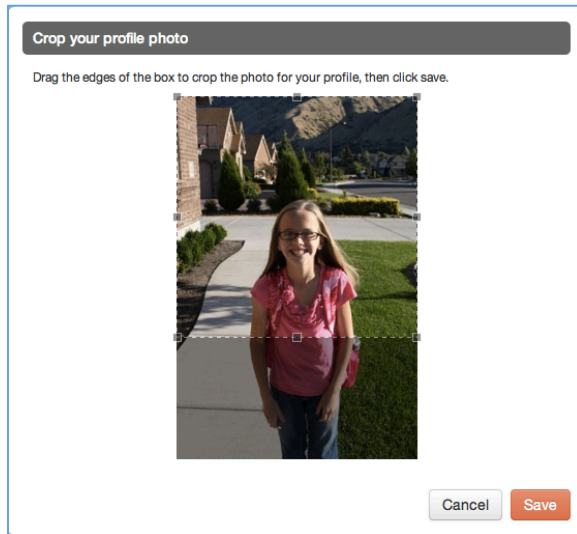 Crop your profile photo
Drag the edges of the box to crop the photo for your profile, then click save.
Cancel
Save